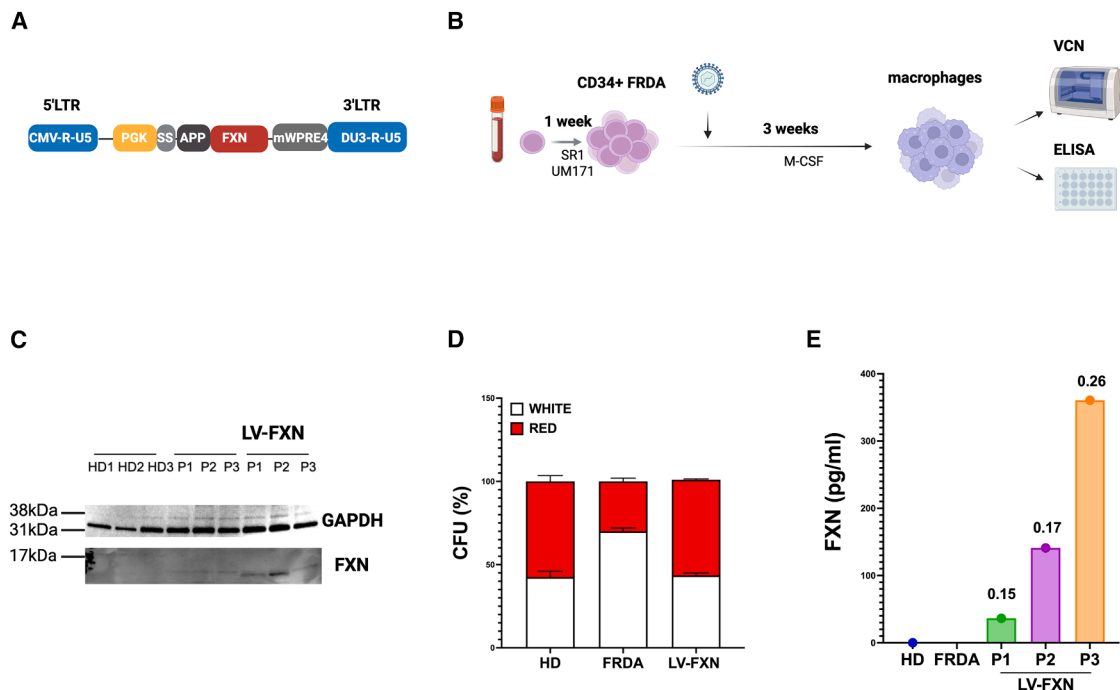 A
5'LTR
3'LTR
CMV-R-U5
PGK
SS
APP
FXN
mWPRE4
DU3-R-U5
B
CD34+ FRDA
1 week
SR1
UM171
3 weeks
M-CSF
macrophages
VCN
ELISA
C
LV-FXN
HD1 HD2 HD3 P1 P2 P3 P1 P2 P3
38kDa
31kDa
GAPDH
17kDa
FXN
D
WHITE
RED
CFU (%)
150
100
50
0
HD FRDA LV-FXN
E
FXN (pg/ml)
400
300
200
100
0
0.15
0.17
0.26
HD FRDA P1 P2 P3
LV-FXN